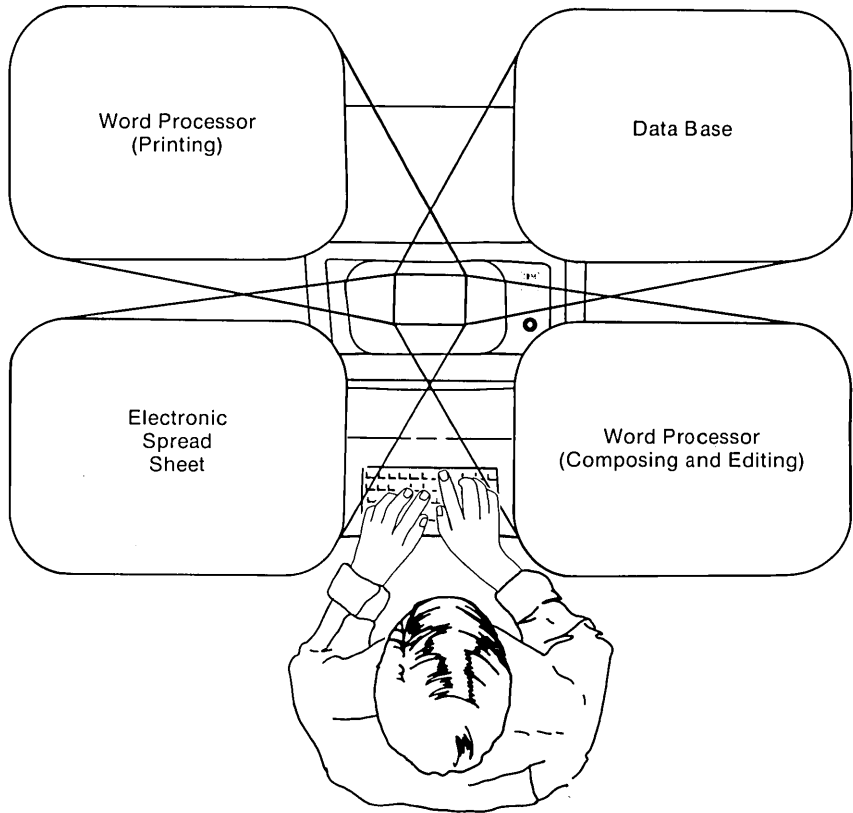 Word Processor
(Printing)
Data Base
Electronic
Spread
Sheet
Word Processor
(Composing and Editing)